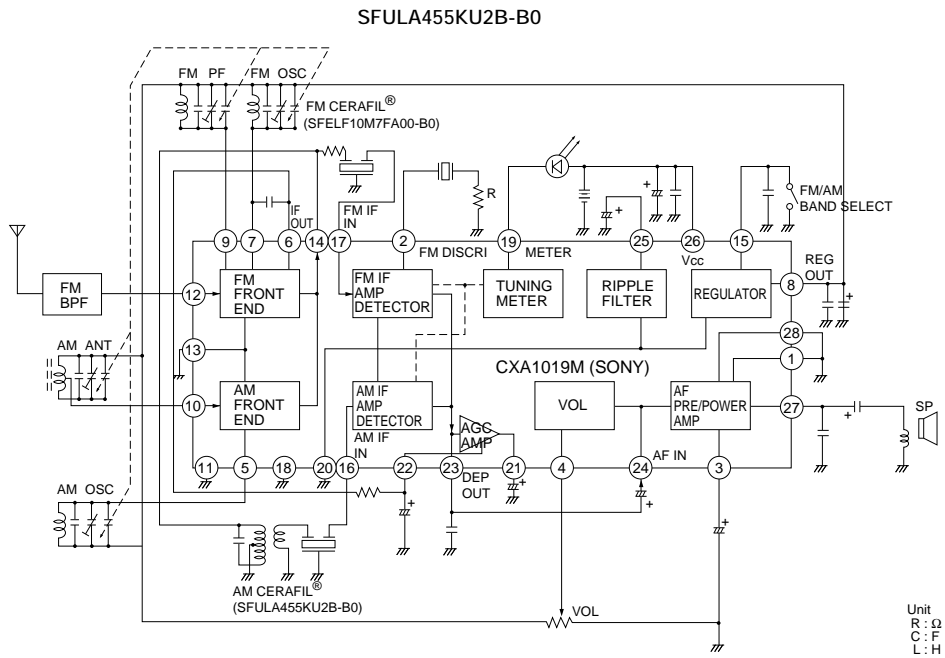 SFULA455KU2B-B0
FM PF FM OSC
FM CERAFIL®
(SFELF10M7FA00-B0)
R
FM/AM
BAND SELECT
IF
OUT
FM IF
IN
9
7
6
14
17
2
FM DISCRI
19
METER
25
26
Vcc
15
8
REG
OUT
FM
BPF
12
FM
FRONT
END
FM IF
AMP
DETECTOR
TUNING
METER
RIPPLE
FILTER
REGULATOR
13
28
1
AM ANT
CXA1019M (SONY)
10
AM
FRONT
END
AM IF
AMP
DETECTOR
VOL
AF
PRE/POWER
AMP
27
SP
AM IF
IN
AGC
AMP
11
5
18
20
16
22
23
DEP
OUT
21
4
24
AF IN
3
AM OSC
AM CERAFIL®
(SFULA455KU2B-B0)
VOL
Unit
R : Ω
C : F
L : H